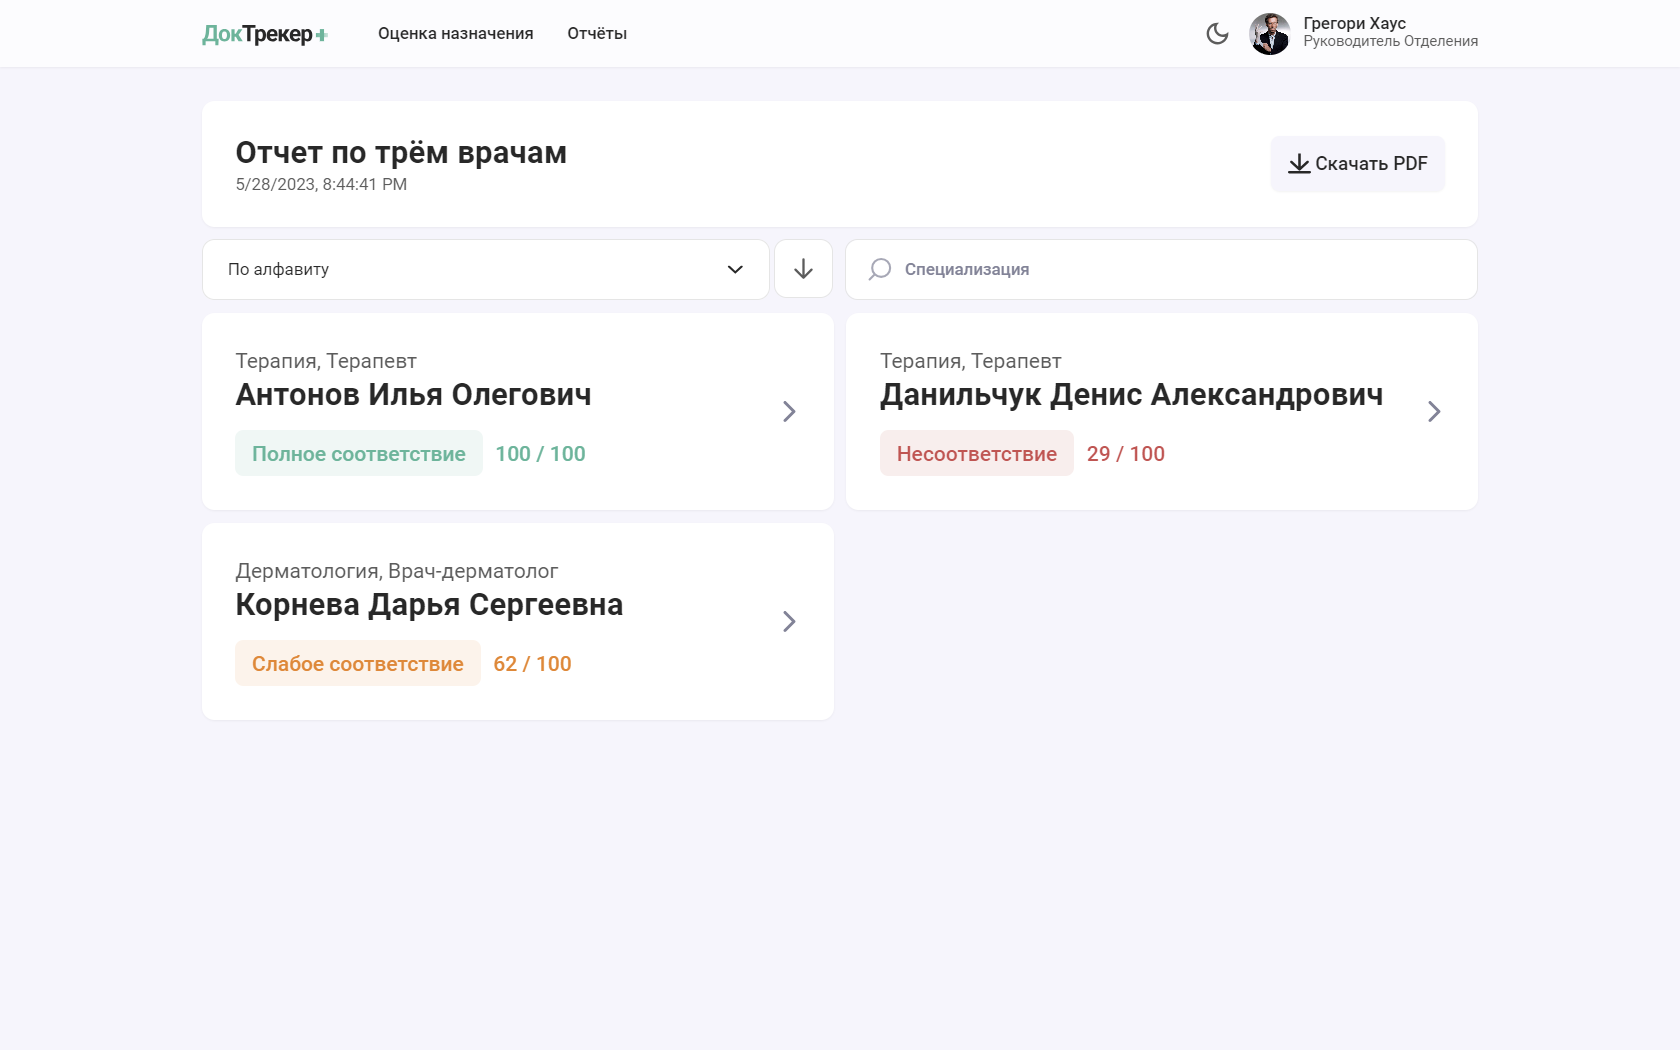 ДокТрекер+
Оценка назначения
Отчёты
Грегори Хаус
Руководитель Отделения
Отчет по трём врачам
5/28/2023, 8:44:41 PM
Скачать PDF
По алфавиту
Специализация
Терапия, Терапевт
Антонов Илья Олегович
Полное соответствие 100 / 100
Терапия, Терапевт
Данильчук Денис Александрович
Несоответствие 29 / 100
Дерматология, Врач-дерматолог
Корнева Дарья Сергеевна
Слабое соответствие 62 / 100